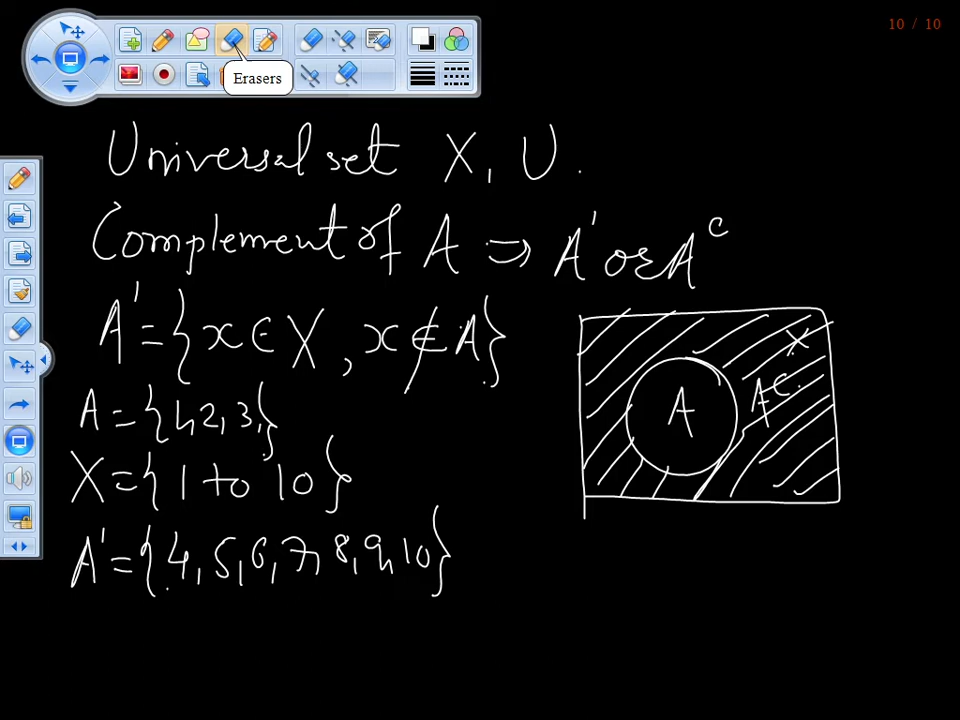 10 / 10
Erasers
Universal set X, U.
Complement of A ⇒ A' or A^c
A' = {x ∈ X, x ∉ A}
X
A
A^c.
A = {1, 2, 3,}
X = {1 to 10}
A' = {4, 5, 6, 7, 8, 9, 10}